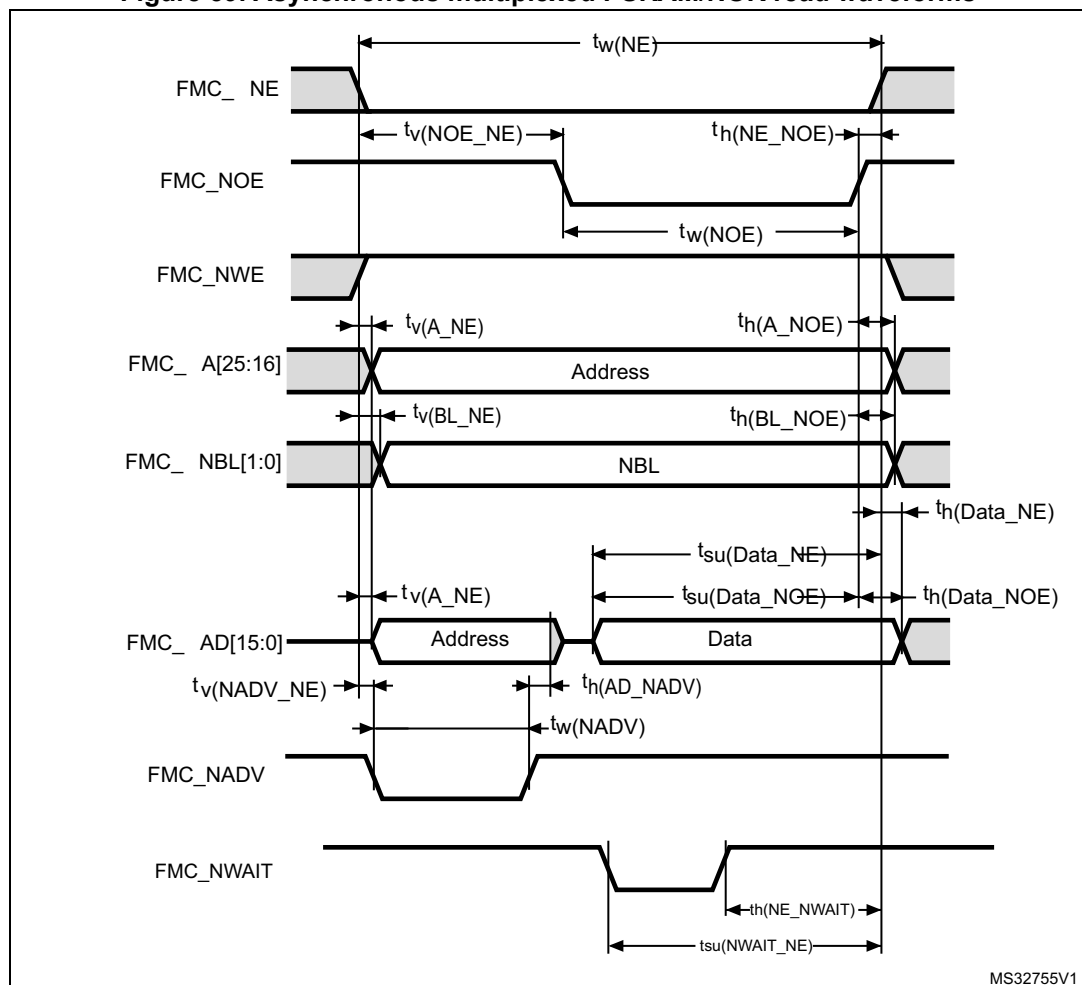 Asynchronous multiplexed PSRAM/NOR read waveforms
tw(NE)
FMC_ NE
tv(NOE_NE)
th(NE_NOE)
FMC_NOE
tw(NOE)
FMC_NWE
tv(A_NE)
th(A_NOE)
FMC_ A[25:16]
Address
tv(BL_NE)
th(BL_NOE)
FMC_ NBL[1:0]
NBL
th(Data_NE)
tsu(Data_NE)
tv(A_NE)
tsu(Data_NOE)
th(Data_NOE)
FMC_ AD[15:0]
Address
Data
tv(NADV_NE)
th(AD_NADV)
tw(NADV)
FMC_NADV
FMC_NWAIT
th(NE_NWAIT)
tsu(NWAIT_NE)
MS32755V1